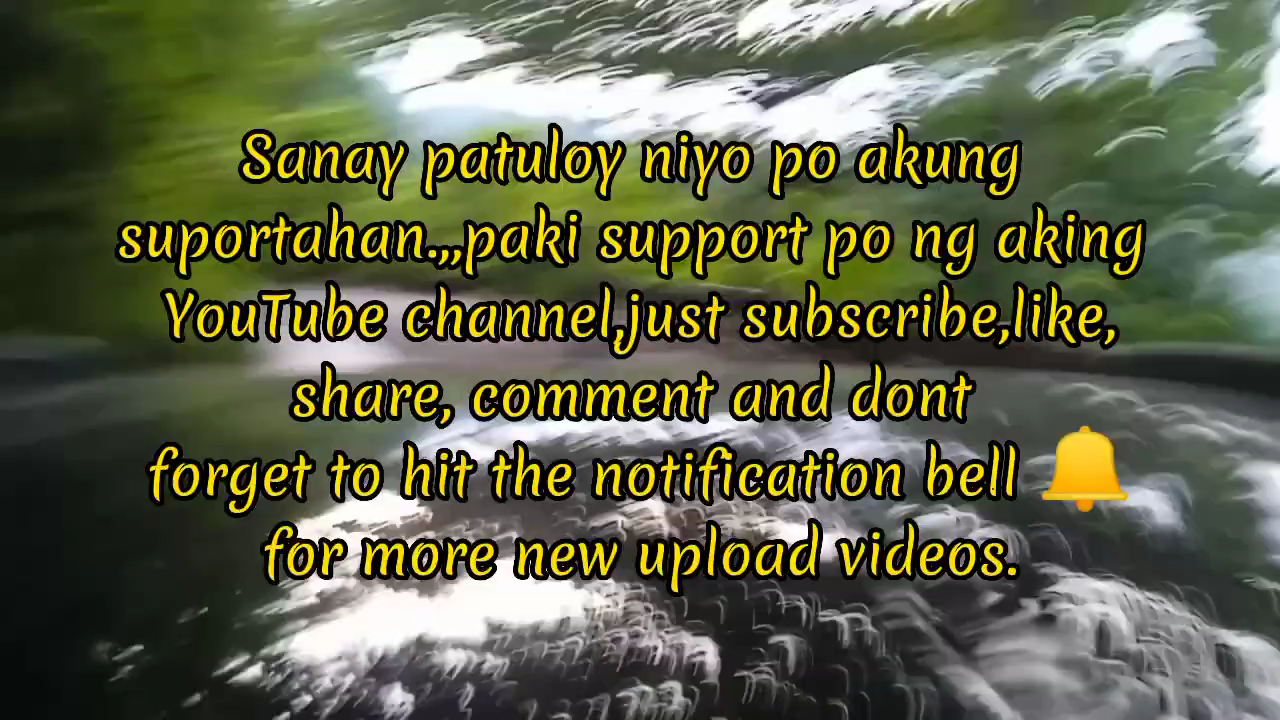 Sanay patuloy niyo po akung
suportahan.,,,paki support po ng aking
YouTube channel,just subscribe,like,
share, comment and dont
forget to hit the notification bell 🔔
for more new upload videos.